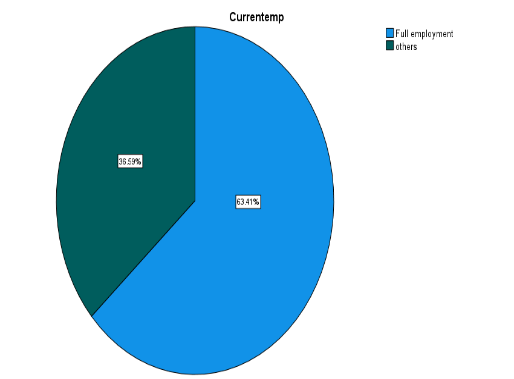 Currentemp
Full employment
others
36.59%
63.41%